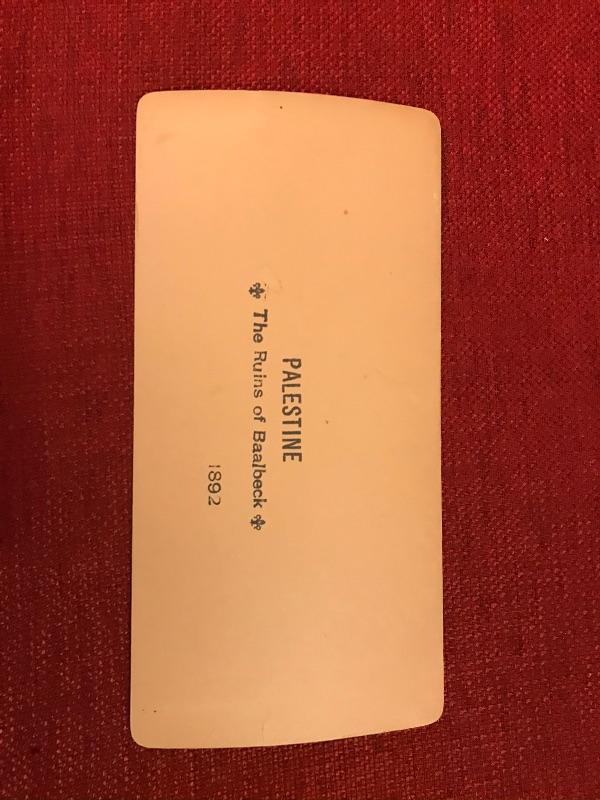 PALESTINE
The Ruins of Baalbeck
1892